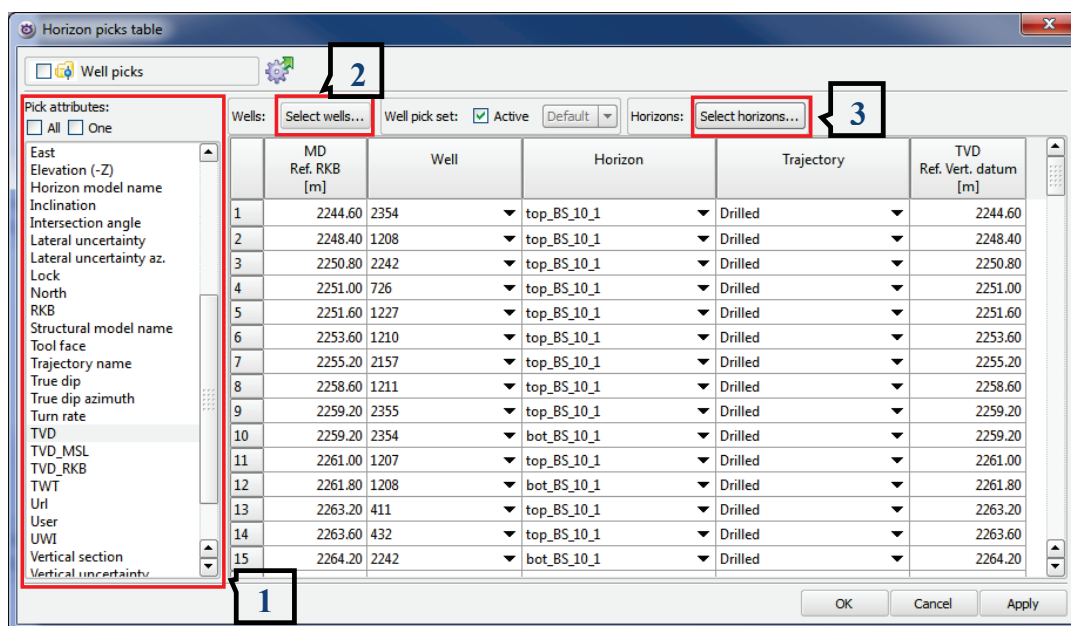 Horizon picks table
x
Well picks
2
Pick attributes:
All One
Wells: Select wells... Well pick set: Active Default Horizons: Select horizons... 3
East
Elevation (-Z)
Horizon model name
Inclination
Intersection angle
Lateral uncertainty
Lateral uncertainty az.
Lock
North
RKB
Structural model name
Tool face
Trajectory name
True dip
True dip azimuth
Turn rate
TVD
TVD_MSL
TVD_RKB
TWT
Url
User
UWI
Vertical section
Vertical uncertainty
1
MD
Ref. RKB
[m]
Well
Horizon
Trajectory
TVD
Ref. Vert. datum
[m]
1 2244.60 2354 top_BS_10_1 Drilled 2244.60
2 2248.40 1208 top_BS_10_1 Drilled 2248.40
3 2250.80 2242 top_BS_10_1 Drilled 2250.80
4 2251.00 726 top_BS_10_1 Drilled 2251.00
5 2251.60 1227 top_BS_10_1 Drilled 2251.60
6 2253.60 1210 top_BS_10_1 Drilled 2253.60
7 2255.20 2157 top_BS_10_1 Drilled 2255.20
8 2258.60 1211 top_BS_10_1 Drilled 2258.60
9 2259.20 2355 top_BS_10_1 Drilled 2259.20
10 2259.20 2354 bot_BS_10_1 Drilled 2259.20
11 2261.00 1207 top_BS_10_1 Drilled 2261.00
12 2261.80 1208 bot_BS_10_1 Drilled 2261.80
13 2263.20 411 top_BS_10_1 Drilled 2263.20
14 2263.60 432 top_BS_10_1 Drilled 2263.60
15 2264.20 2242 bot_BS_10_1 Drilled 2264.20
OK Cancel Apply